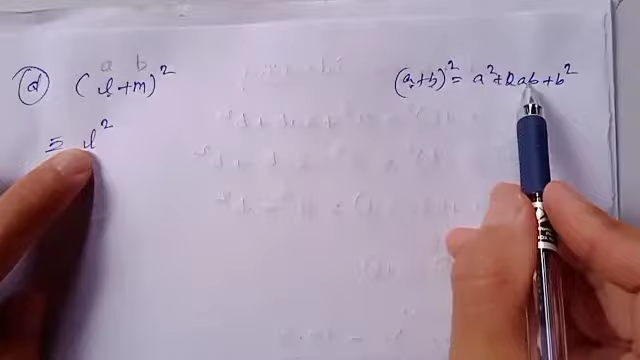 a b
(d) (l+m)² (a+b)² = a²+2ab+b²
= l²